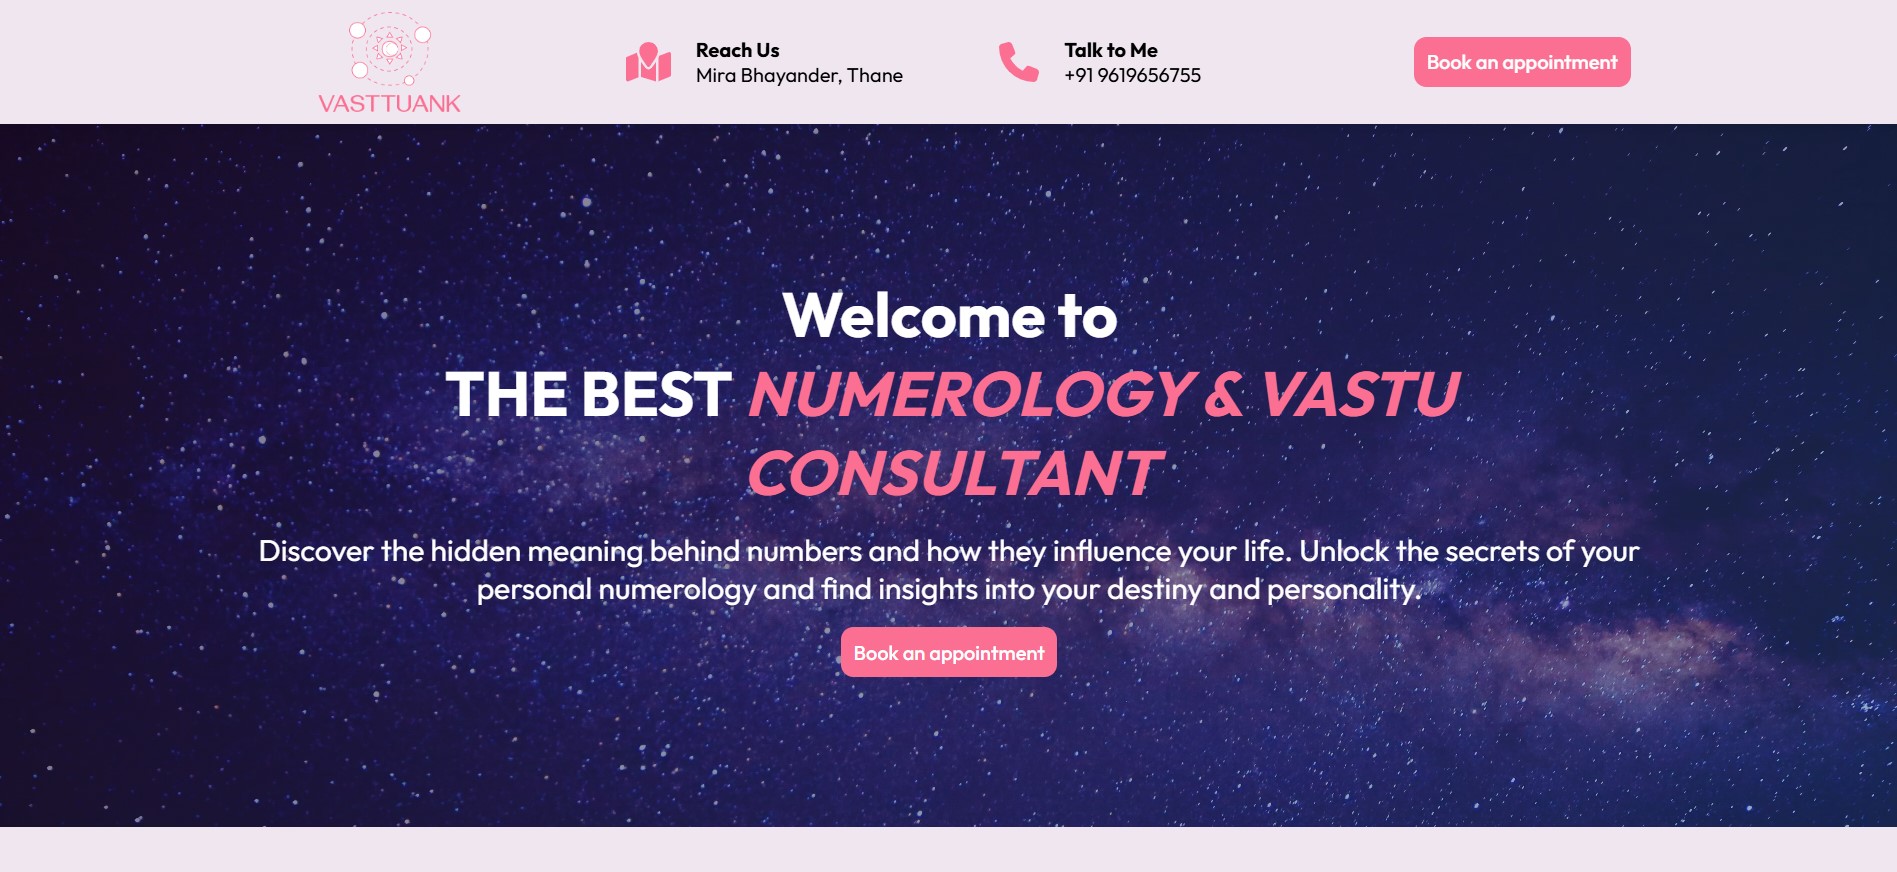 VASTTUANK
Reach Us
Mira Bhayander, Thane
Talk to Me
+91 9619656755
Book an appointment
Welcome to
THE BEST NUMEROLOGY & VASTU
CONSULTANT
Discover the hidden meaning behind numbers and how they influence your life. Unlock the secrets of your
personal numerology and find insights into your destiny and personality.
Book an appointment